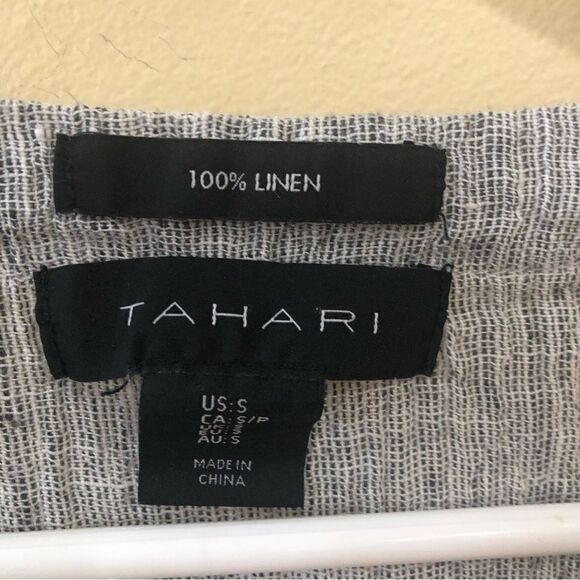 100% LINEN
TAHARI
US: S
CA: S/P
AU: S
MADE IN
CHINA